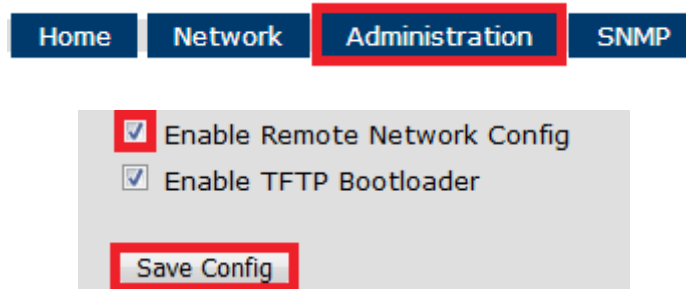 Home Network Administration SNMP
Enable Remote Network Config
Enable TFTP Bootloader
Save Config